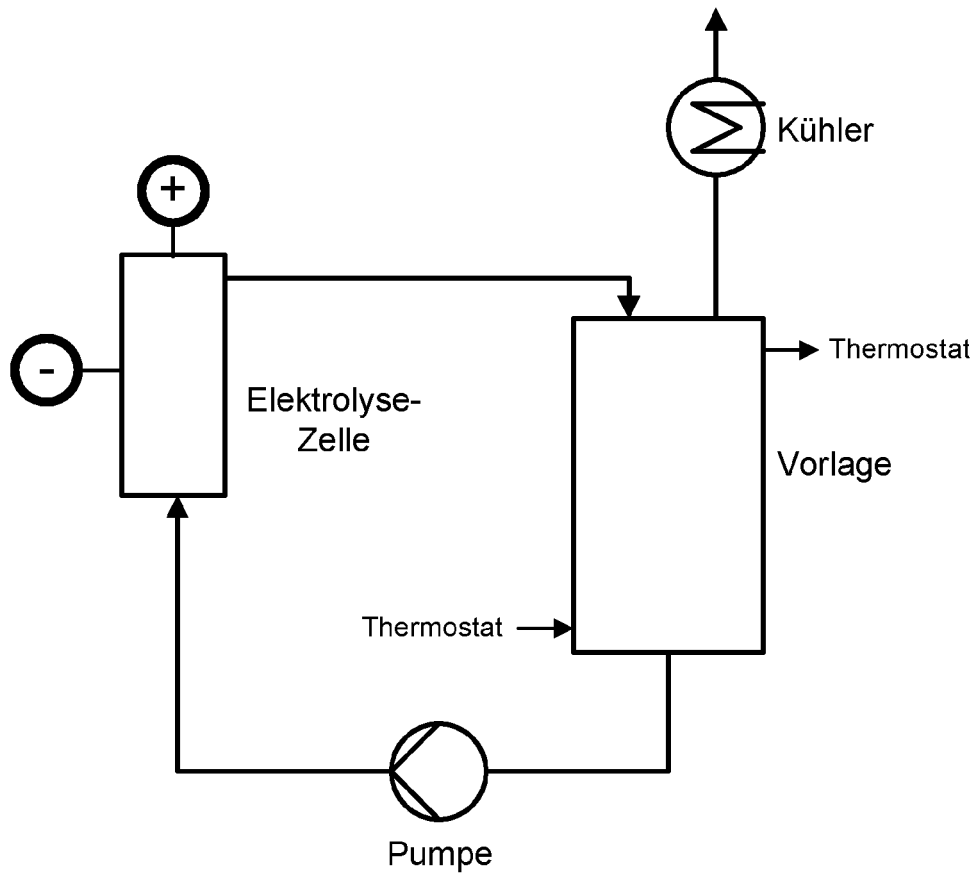 Kühler
+
Thermostat
-
Elektrolyse-
Zelle
Vorlage
Thermostat
Pumpe